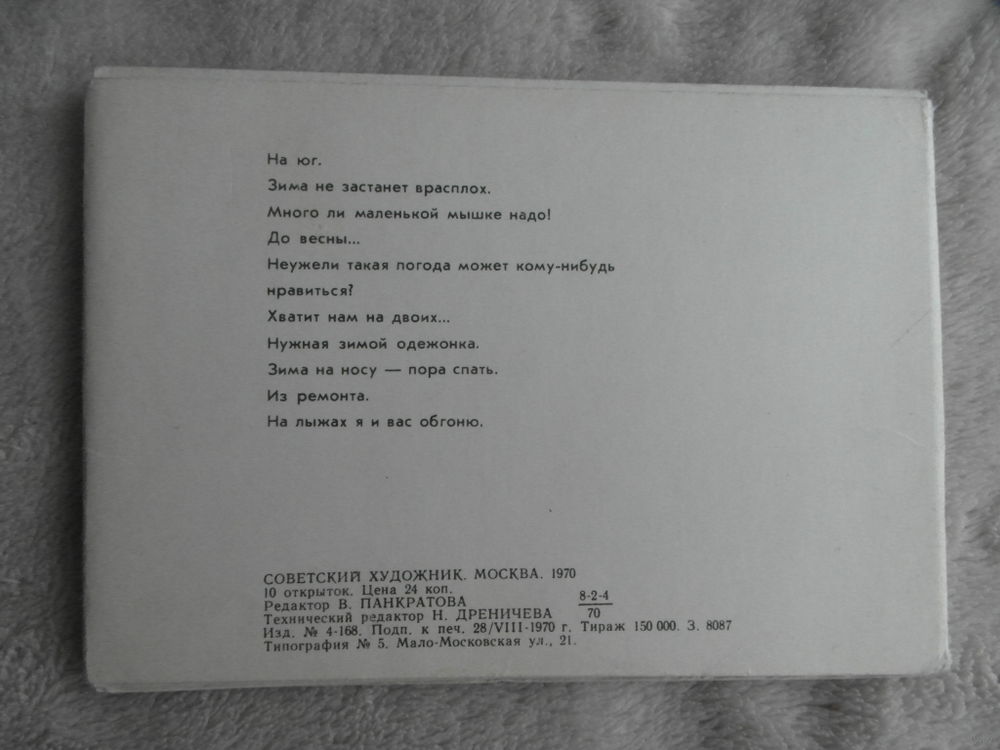 На юг.
Зима не застанет врасплох.
Много ли маленькой мышке надо!
До весны...
Неужели такая погода может кому-нибудь
нравиться?
Хватит нам на двоих...
Нужная зимой одежонка.
Зима на носу — пора спать.
Из ремонта.
На лыжах я и вас обгоню.
СОВЕТСКИЙ ХУДОЖНИК. МОСКВА. 1970
10 открыток. Цена 24 коп.
Редактор В. ПАНКРАТОВА
8-2-4
Технический редактор Н. ДРЕНИЧЕВА
70
Изд. № 4-168. Подп. к печ. 28/VIII-1970 г. Тираж 150 000. З. 8087
Типография № 5. Мало-Московская ул., 21.